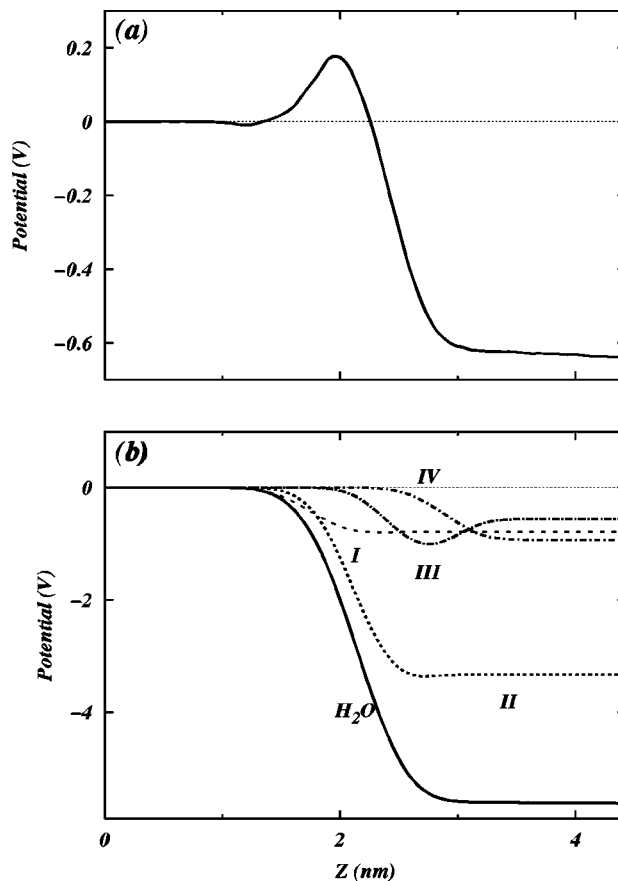 (a)
0.2
0
−0.2
−0.4
−0.6
Potential (V)
(b)
0
−2
−4
Potential (V)
IV
I
III
II
H2O
0
2
4
Z (nm)